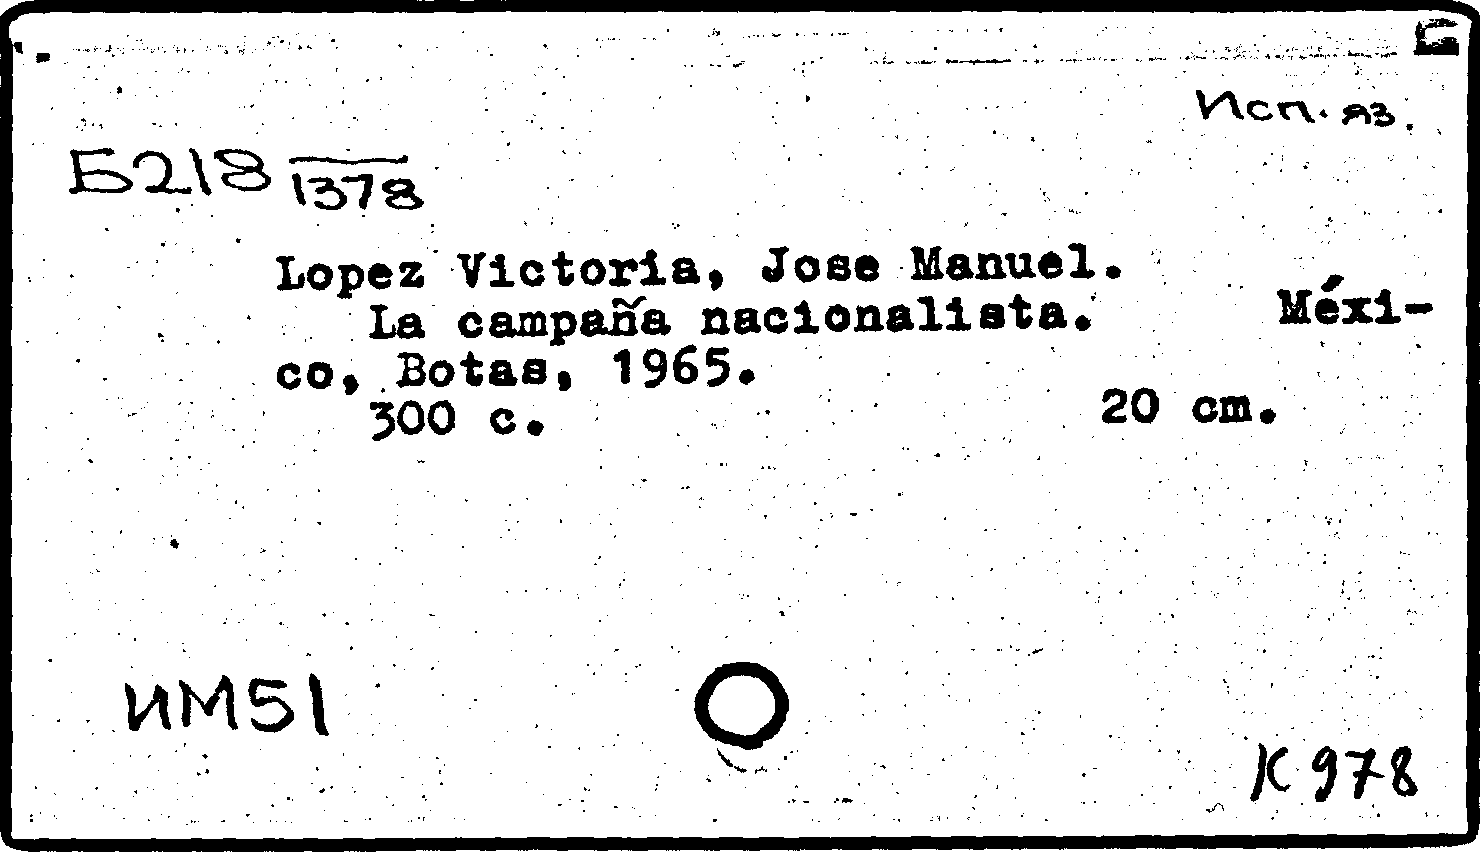 Исп. яз.
Б218 1378
Lopez Victoria, Jose Manuel.
La campaña nacionalista. Méxi-
co, Botas, 1965.
300 c. 20 cm.
ИМ51
К 978